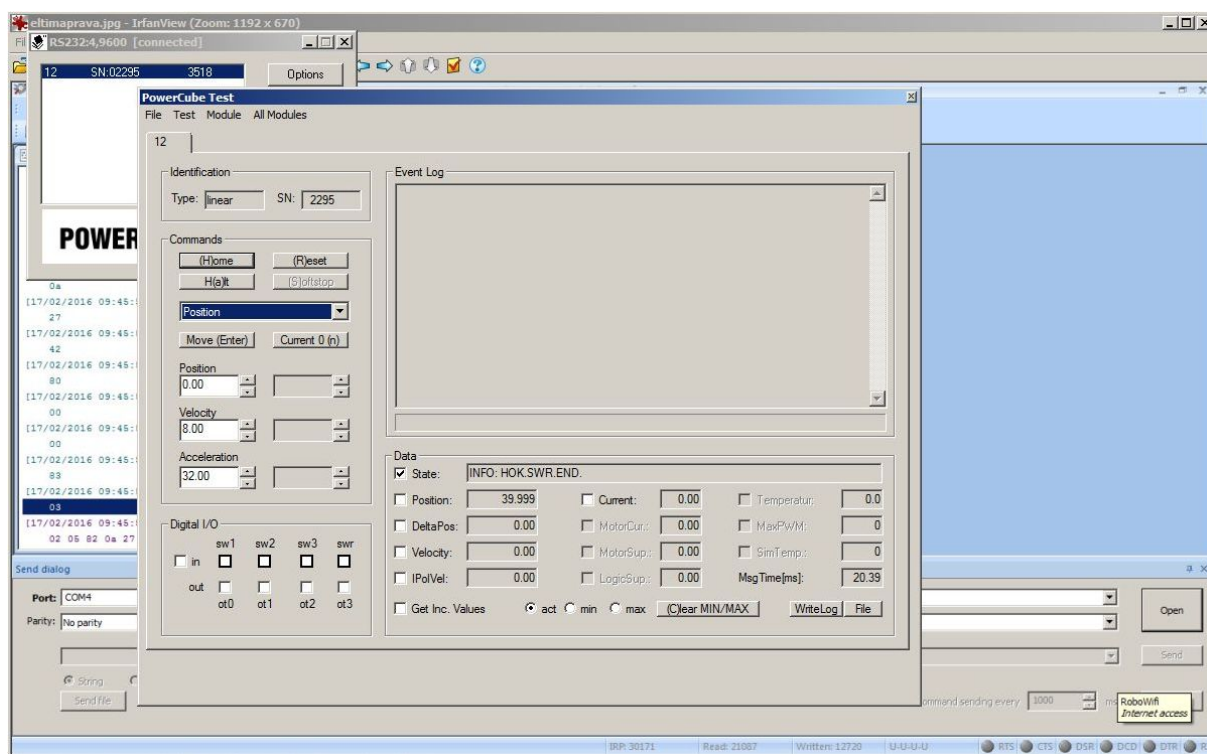 eltimaprava.jpg - IrfanView (Zoom: 1192 x 670)
RS232:4,9600 [connected]
12 SN:02295 3518
Options
POWER
PowerCube Test
File Test Module All Modules
12
Identification
Type: linear SN: 2295
Commands
(H)ome (R)eset
H(a)lt (S)oftstop
Position
Move (Enter) Current 0 (n)
Position
0.00
Velocity
8.00
Acceleration
32.00
Digital I/O
sw1 sw2 sw3 swr
in
out
ot0 ot1 ot2 ot3
Event Log
Data
State: INFO: HOK.SWR.END.
Position: 39.999 Current: 0.00 Temperatur: 0.0
DeltaPos: 0.00 MotorCur.: 0.00 MaxPWM: 0
Velocity: 0.00 MotorSup.: 0.00 SimTemp.: 0
IPolVel: 0.00 LogicSup.: 0.00 MsgTime[ms]: 20.39
Get Inc. Values act min max (C)lear MIN/MAX WriteLog File
0a
[17/02/2016 09:45:
27
[17/02/2016 09:45:
42
[17/02/2016 09:45:
80
[17/02/2016 09:45:
00
[17/02/2016 09:45:
00
[17/02/2016 09:45:
83
[17/02/2016 09:45:
03
[17/02/2016 09:45:
02 05 82 0a 27
Send dialog
Port: COM4
Parity: No parity
Open
Send
String
Send file
ommand sending every 1000 ms
RoboWifi
Internet access
IRP: 30171 Read: 21087 Written: 12720 U-U-U-U RTS CTS DSR DCD DTR R